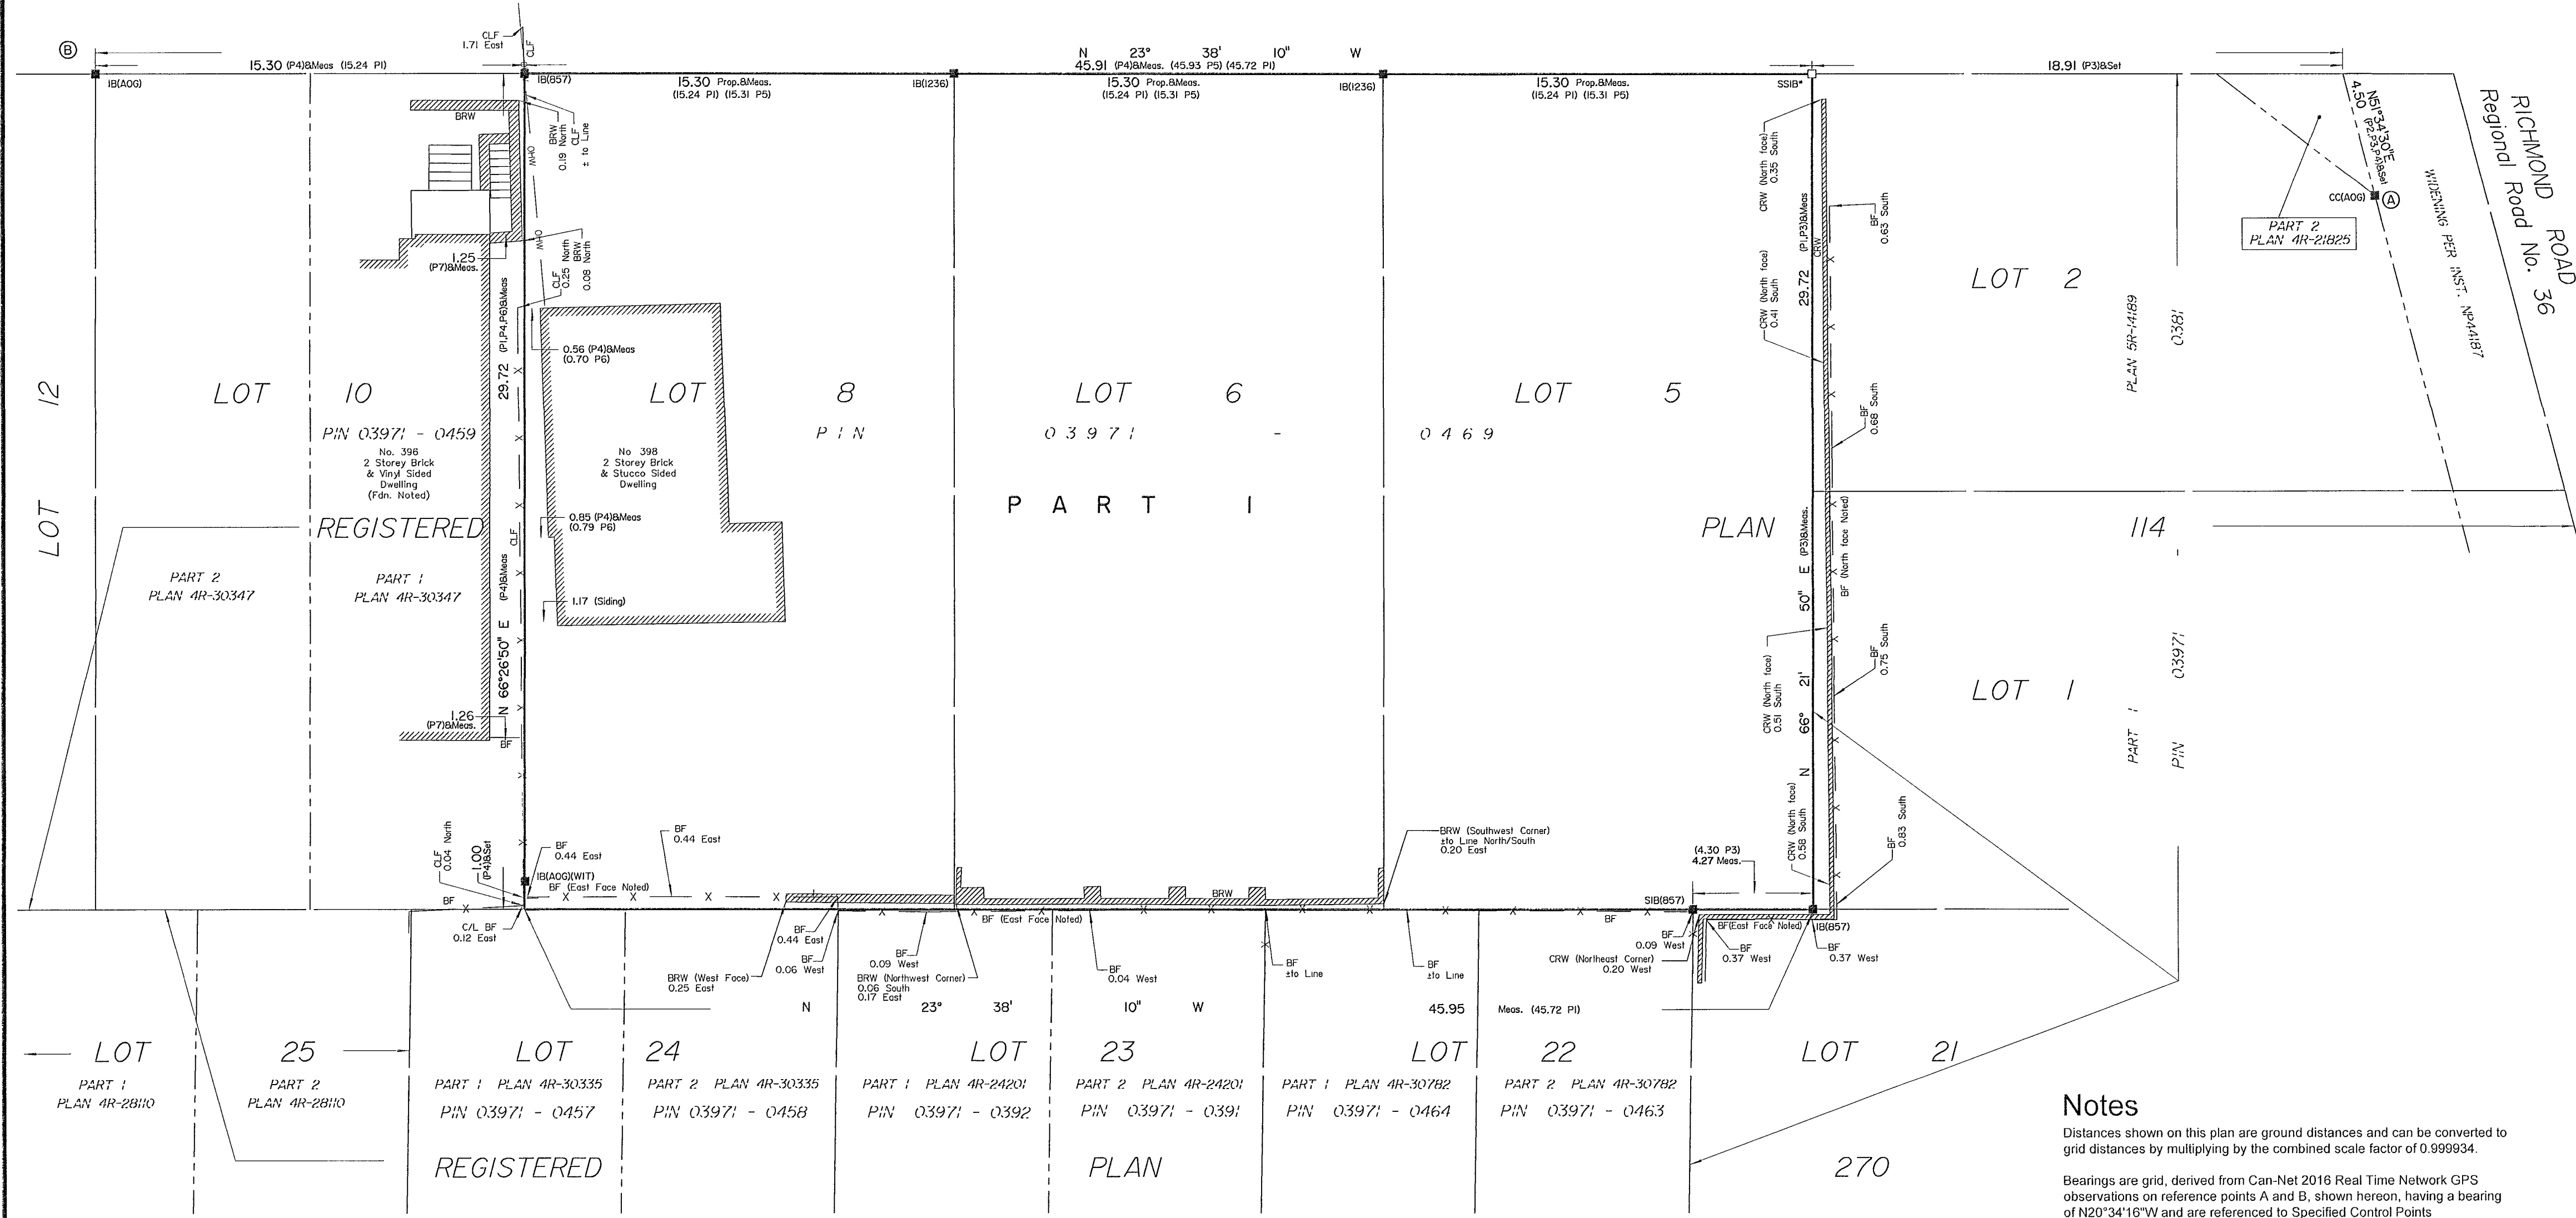 CLF
1.71 East
CLF
B
N 23° 38' 10" W
15.30 (P4)&Meas (15.24 P1)
45.91 (P4)&Meas. (45.93 P5) (45.72 P1)
18.91 (P3)&Set
IB(AOG)
IB(857)
15.30 Prop.&Meas.
(15.24 P1) (15.31 P5)
IB(1236)
15.30 Prop.&Meas.
(15.24 P1) (15.31 P5)
IB(1236)
15.30 Prop.&Meas.
(15.24 P1) (15.31 P5)
SSIB*
RICHMOND ROAD
Regional Road No. 36
N51°34'30"E
4.50 (P2,P3,P4)&Set
CC(AOG)
A
WIDENING PER INST. NP44187
PART 2
PLAN 4R-21825
BRW
BRW
0.19 North
CLF
± to Line
OHW
OHW
CLF
0.25 North
BRW
0.08 North
1.25
(P7)&Meas.
29.72 (P1,P4,P6)&Meas
CRW (North face)
0.35 South
29.72 (P1,P3)&Meas
CRW
BF
0.63 South
CRW (North face)
0.41 South
LOT 2
PLAN 5R-14189
0381
0.56 (P4)&Meas
(0.70 P6)
LOT 12
LOT 10
LOT 8
LOT 6
LOT 5
BF
0.68 South
PIN 03971 - 0459
PIN 03971 - 0469
No. 396
2 Storey Brick
& Vinyl Sided
Dwelling
(Fdn. Noted)
No 398
2 Storey Brick
& Stucco Sided
Dwelling
PART 1
REGISTERED
PLAN
114
0.85 (P4)&Meas
(0.79 P6)
CLF
BF (North face Noted)
PART 2
PLAN 4R-30347
PART 1
PLAN 4R-30347
1.17 (Siding)
N 66°26'50" E (P4)&Meas
N 66° 21' 50" E (P3)&Meas.
CRW (North face)
0.51 South
BF
0.75 South
LOT 1
PART 1
PIN 03971 -
1.26
(P7)&Meas.
BF
CLF
0.04 North
1.00
(P4)&Set
BF
0.44 East
BF
0.44 East
BRW (Southwest Corner)
±to Line North/South
0.20 East
(4.30 P3)
4.27 Meas.
CRW (North face)
0.58 South
BF
0.83 South
IB(AOG)(WIT)
BF (East Face Noted)
BRW
BF
BF (East Face Noted)
BF
SIB(857)
BF(East Face Noted)
IB(857)
C/L BF
0.12 East
BF
0.44 East
BF
0.06 West
BF
0.09 West
BRW (West Face)
0.25 East
BRW (Northwest Corner)
0.06 South
0.17 East
BF
0.04 West
BF
±to Line
BF
±to Line
BF
0.09 West
CRW (Northeast Corner)
0.20 West
BF
0.37 West
BF
0.37 West
N 23° 38' 10" W
45.95 Meas. (45.72 P1)
LOT 25
LOT 24
LOT 23
LOT 22
LOT 21
PART 1
PLAN 4R-28110
PART 2
PLAN 4R-28110
PART 1 PLAN 4R-30335
PIN 03971 - 0457
PART 2 PLAN 4R-30335
PIN 03971 - 0458
PART 1 PLAN 4R-24201
PIN 03971 - 0392
PART 2 PLAN 4R-24201
PIN 03971 - 0391
PART 1 PLAN 4R-30782
PIN 03971 - 0464
PART 2 PLAN 4R-30782
PIN 03971 - 0463
REGISTERED
PLAN
270
Notes
Distances shown on this plan are ground distances and can be converted to
grid distances by multiplying by the combined scale factor of 0.999934.
Bearings are grid, derived from Can-Net 2016 Real Time Network GPS
observations on reference points A and B, shown hereon, having a bearing
of N20°34'16"W and are referenced to Specified Control Points